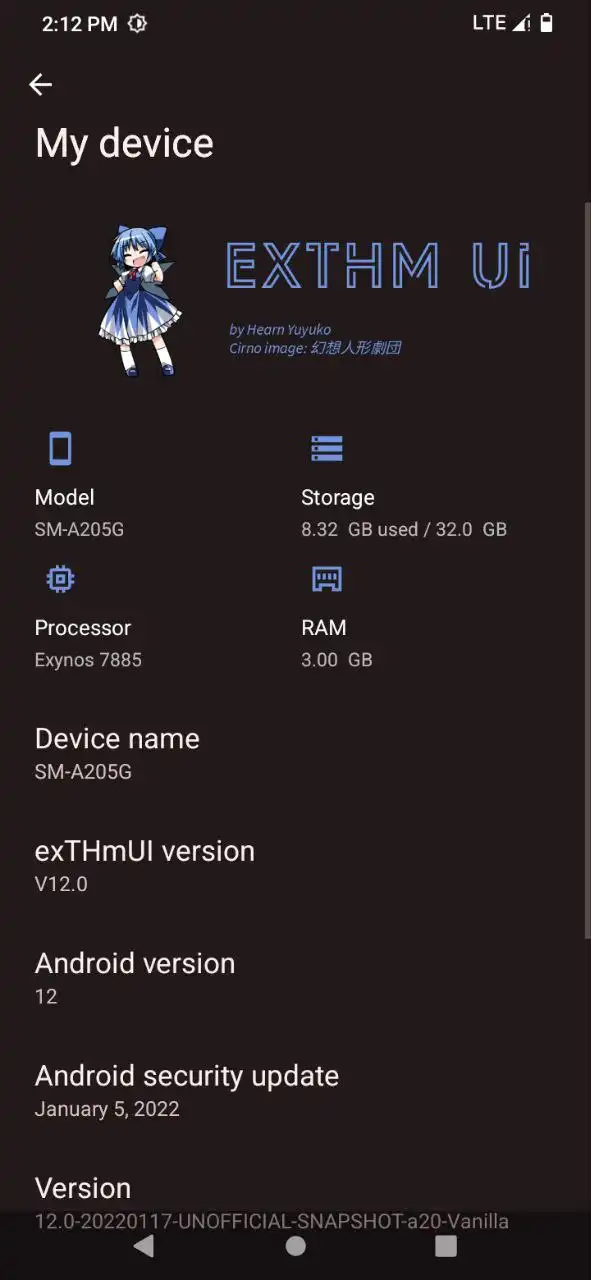 2:12 PM LTE
My device
EXTHM Ui
by Hearn Yuyuko
Cirno image: 幻想人形劇団
Model Storage
SM-A205G 8.32 GB used / 32.0 GB
Processor RAM
Exynos 7885 3.00 GB
Device name
SM-A205G
exTHmUI version
V12.0
Android version
12
Android security update
January 5, 2022
Version
12.0-20220117-UNOFFICIAL-SNAPSHOT-a20-Vanilla